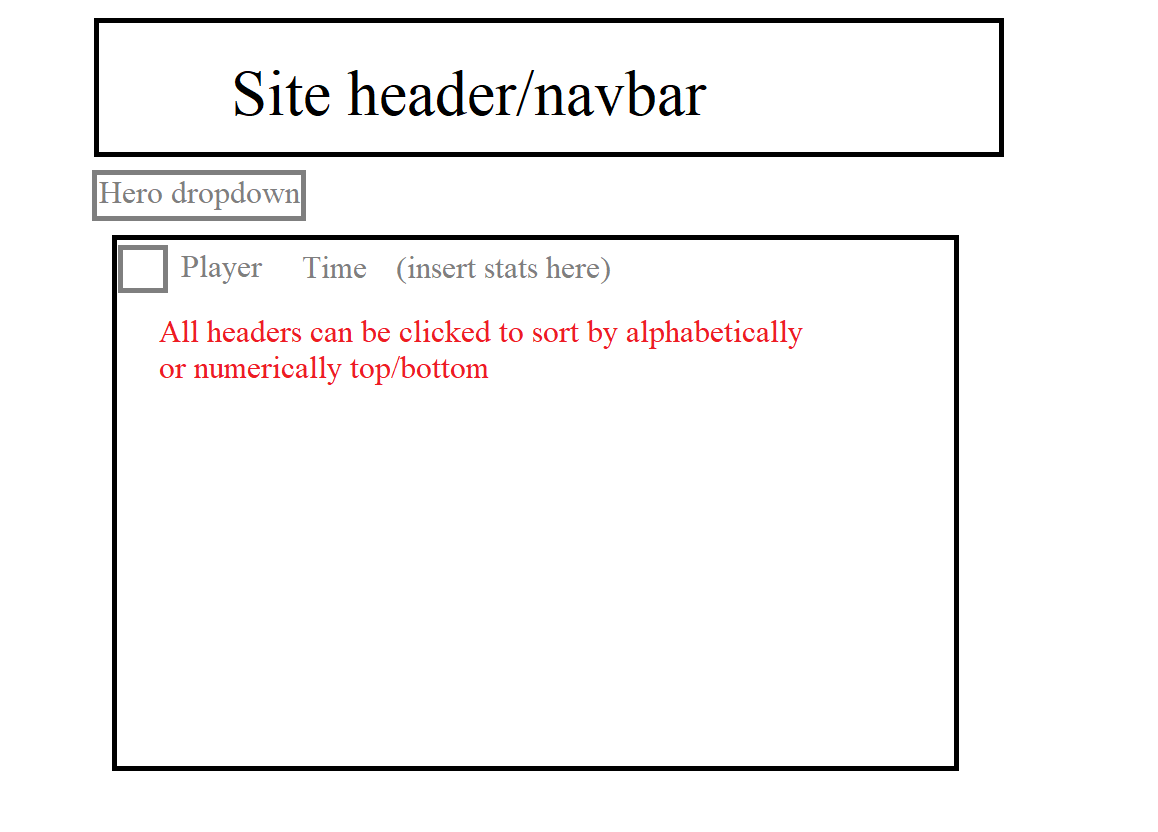 Site header/navbar
Hero dropdown
Player Time (insert stats here)
All headers can be clicked to sort by alphabetically
or numerically top/bottom